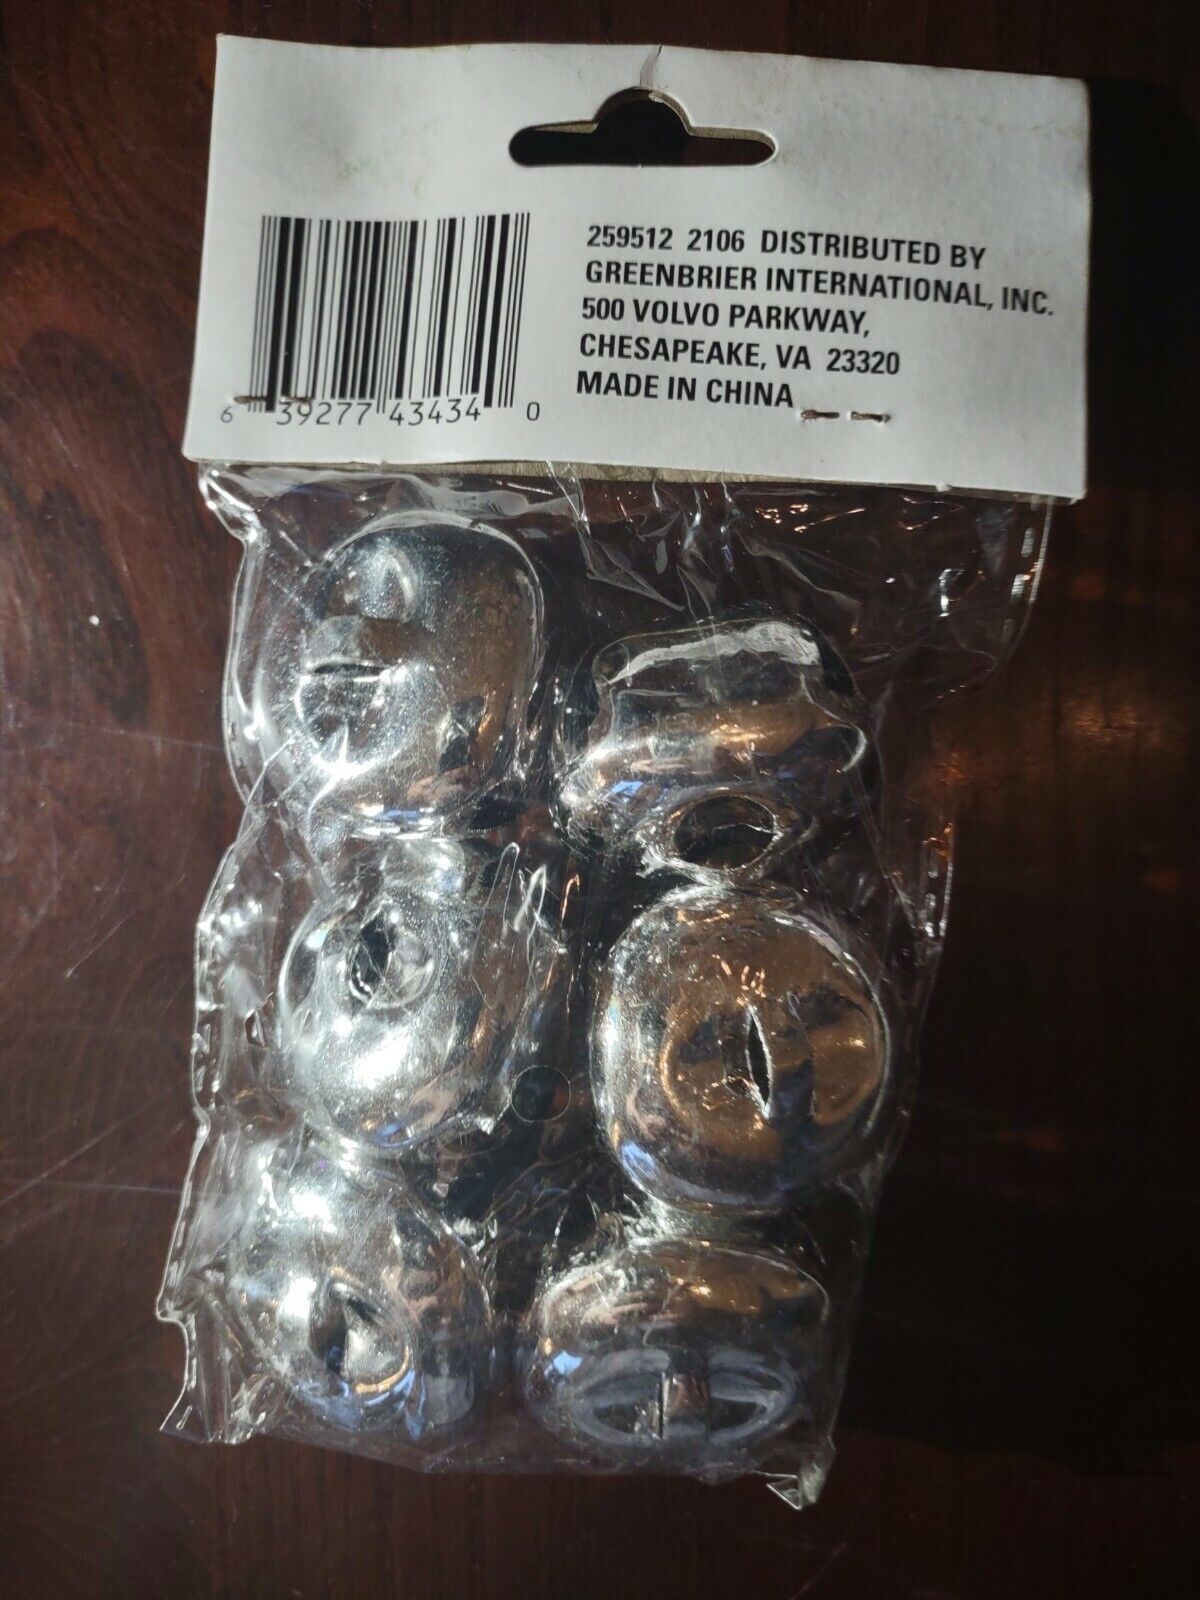 259512 2106 DISTRIBUTED BY
GREENBRIER INTERNATIONAL, INC.
500 VOLVO PARKWAY,
CHESAPEAKE, VA 23320
MADE IN CHINA
6 39277 43434 0